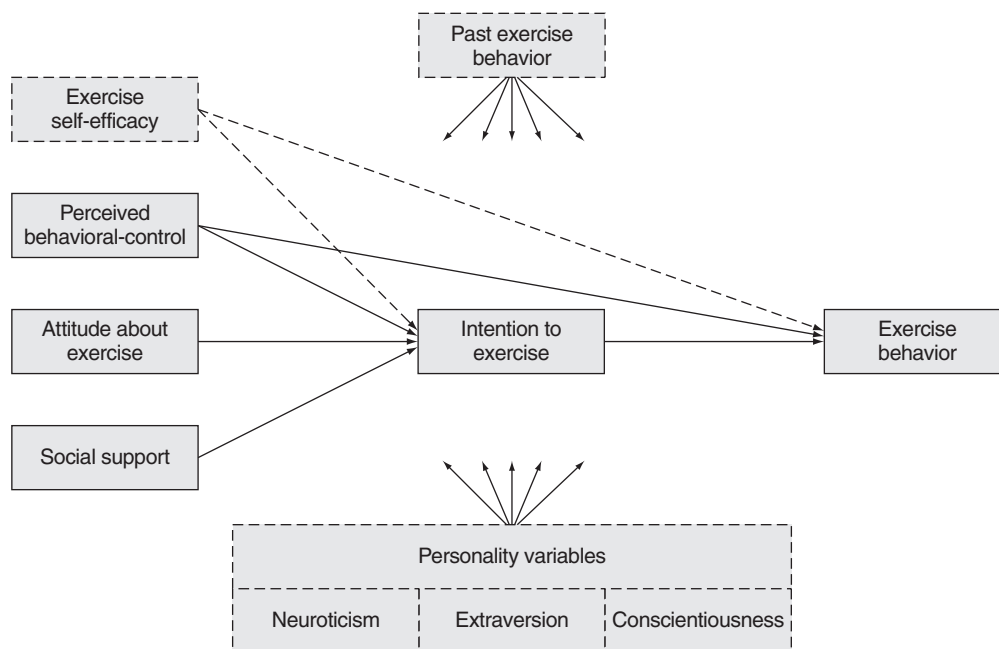 Past exercise
behavior
Exercise
self-efficacy
Perceived
behavioral-control
Attitude about
exercise
Intention to
exercise
Exercise
behavior
Social support
Personality variables
Neuroticism
Extraversion
Conscientiousness